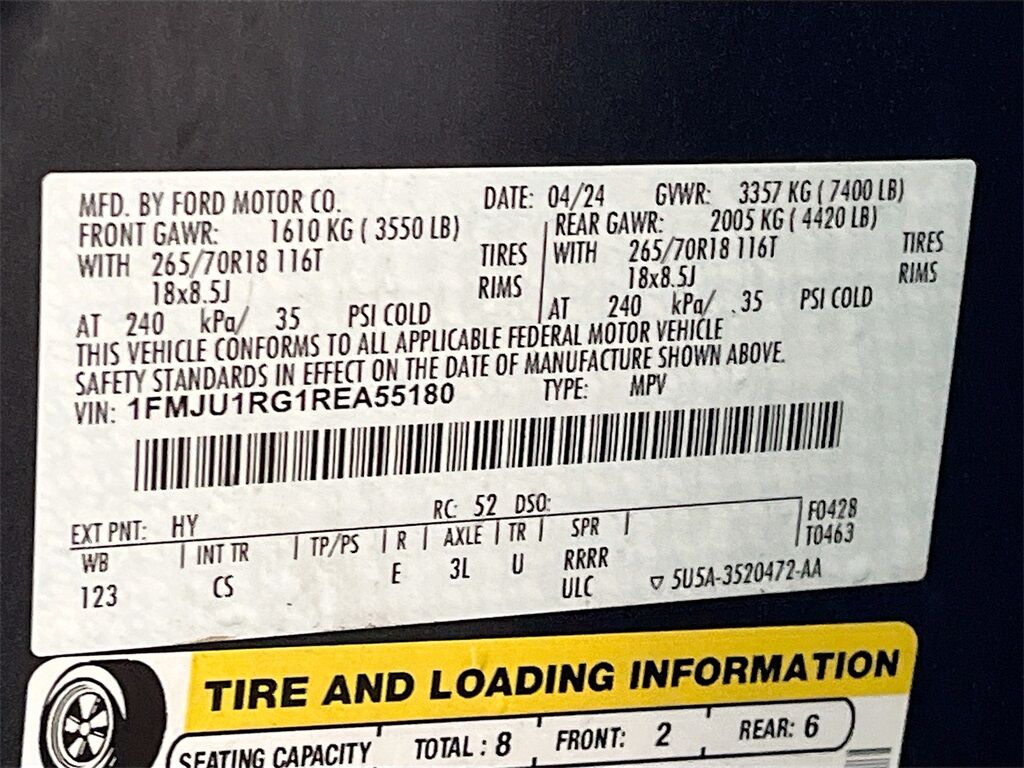 MFD. BY FORD MOTOR CO. DATE: 04/24 GVWR: 3357 KG ( 7400 LB)
FRONT GAWR: 1610 KG ( 3550 LB) REAR GAWR: 2005 KG ( 4420 LB)
WITH 265/70R18 116T TIRES WITH 265/70R18 116T TIRES
18x8.5J RIMS 18x8.5J RIMS
AT 240 kPa/ 35 PSI COLD AT 240 kPa/ 35 PSI COLD
THIS VEHICLE CONFORMS TO ALL APPLICABLE FEDERAL MOTOR VEHICLE
SAFETY STANDARDS IN EFFECT ON THE DATE OF MANUFACTURE SHOWN ABOVE.
VIN: 1FMJU1RG1REA55180 TYPE: MPV
EXT PNT: HY RC: 52 DSO: F0428
WB INT TR TP/PS R AXLE TR SPR T0463
123 CS E 3L U RRRR
ULC ▽ 5U5A-3520472-AA
TIRE AND LOADING INFORMATION
SEATING CAPACITY TOTAL : 8 FRONT: 2 REAR: 6